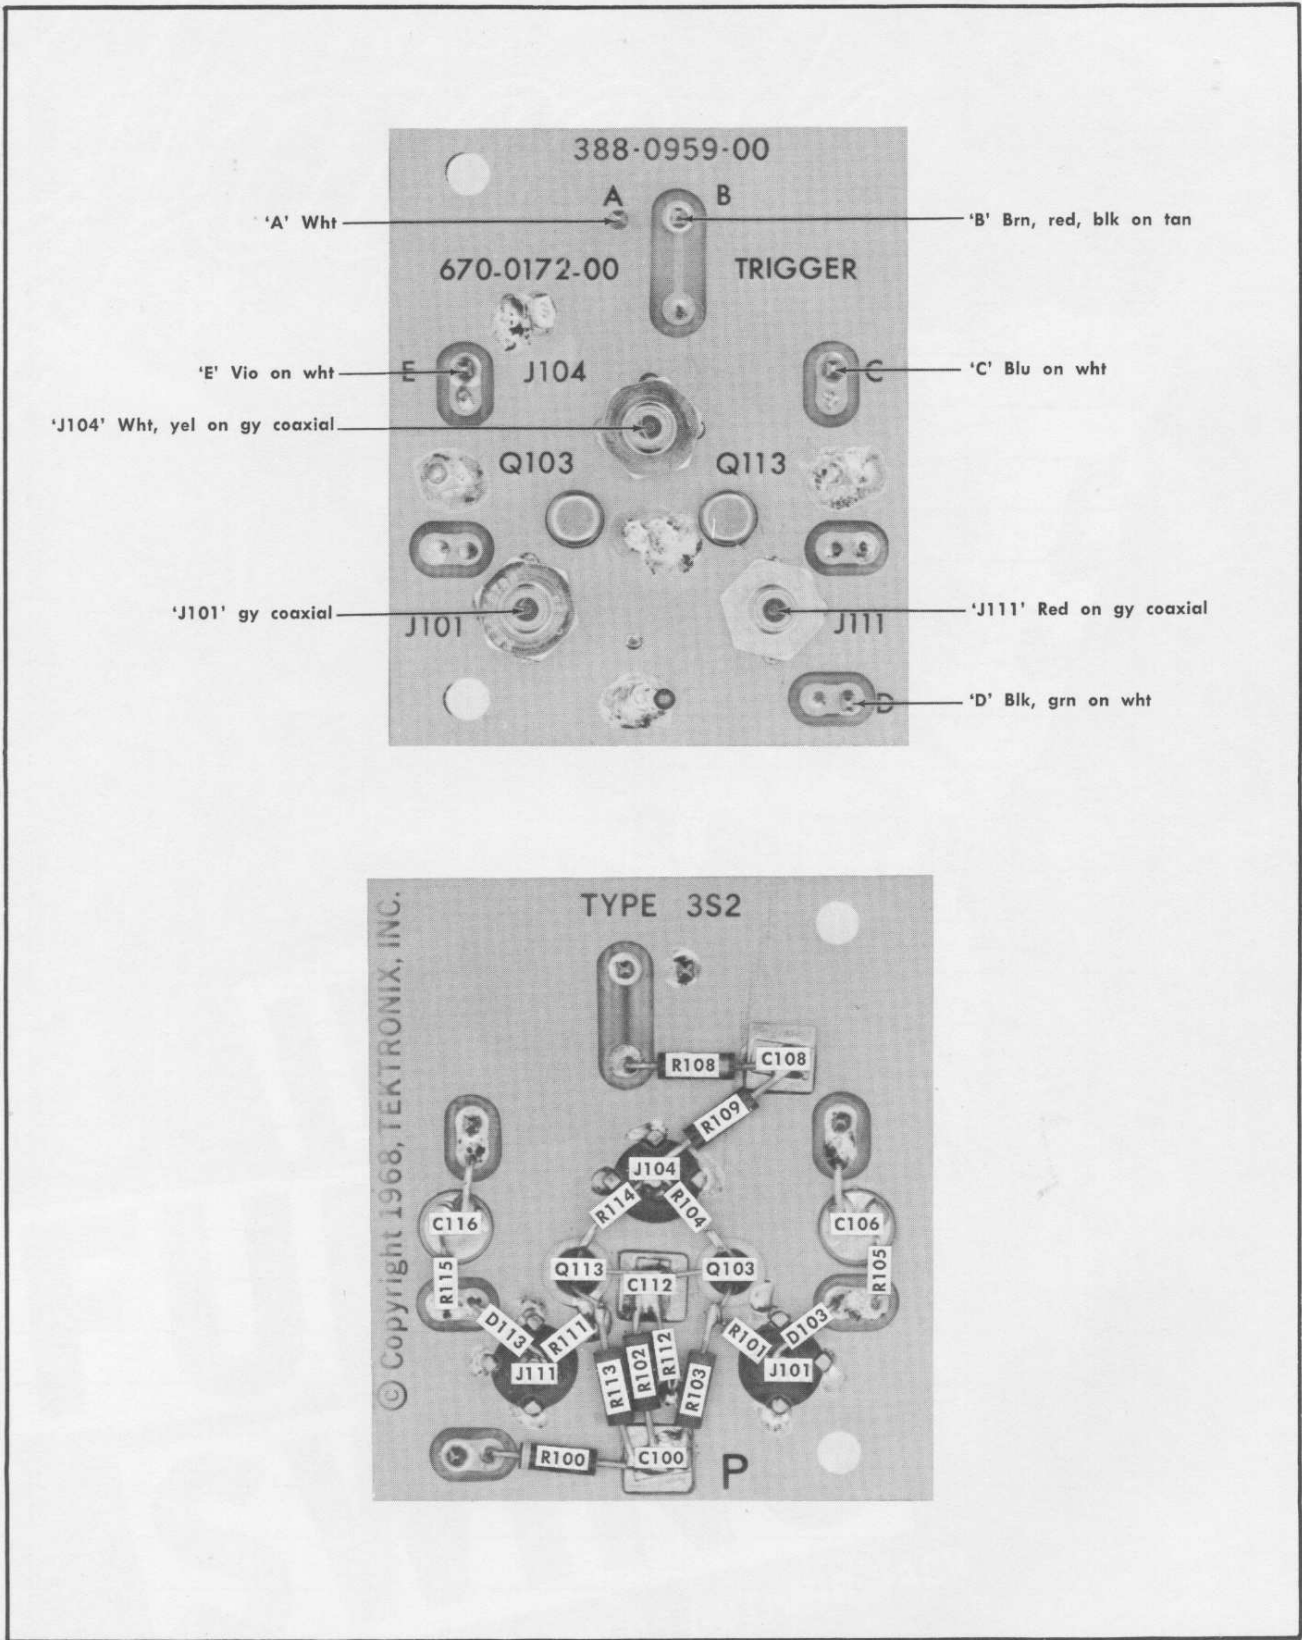 388-0959-00
A B
'A' Wht
'B' Brn, red, blk on tan
670-0172-00 TRIGGER
'E' Vio on wht
E J104 C
'C' Blu on wht
'J104' Wht, yel on gy coaxial
Q103 Q113
'J101' gy coaxial
'J111' Red on gy coaxial
J101 J111
D
'D' Blk, grn on wht
TYPE 3S2
© Copyright 1968, TEKTRONIX, INC.
R108 C108
R109
J104
R114 R104
C116 C106
Q113 C112 Q103
R115 R105
D113 R111 R101 D103
J111 R113 R102 R112 R103 J101
R100 C100 P